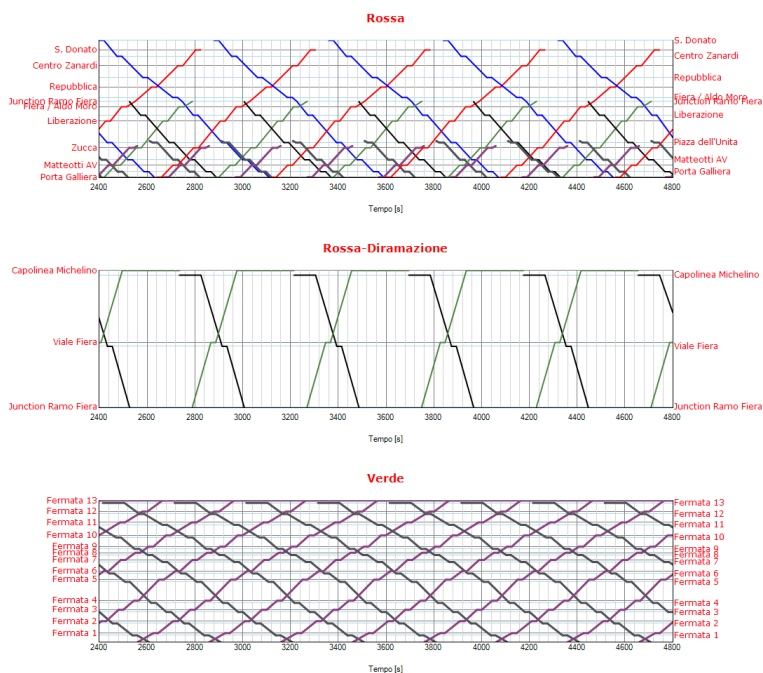 Rossa
S. Donato
Centro Zanardi
Repubblica
Junction Ramo Fiera
Fiera / Aldo Moro
Liberazione
Zucca
Matteotti AV
Porta Galliera
S. Donato
Centro Zanardi
Repubblica
Fiera / Aldo Moro
Junction Ramo Fiera
Liberazione
Piaza dell'Unita
Matteotti AV
Porta Galliera
2400 2600 2800 3000 3200 3400 3600 3800 4000 4200 4400 4600 4800
Tempo [s]
Rossa-Diramazione
Capolinea Michelino
Viale Fiera
Junction Ramo Fiera
Capolinea Michelino
Viale Fiera
Junction Ramo Fiera
2400 2600 2800 3000 3200 3400 3600 3800 4000 4200 4400 4600 4800
Tempo [s]
Verde
Fermata 13
Fermata 12
Fermata 11
Fermata 10
Fermata 9
Fermata 8
Fermata 7
Fermata 6
Fermata 5
Fermata 4
Fermata 3
Fermata 2
Fermata 1
Fermata 13
Fermata 12
Fermata 11
Fermata 10
Fermata 9
Fermata 8
Fermata 7
Fermata 6
Fermata 5
Fermata 4
Fermata 3
Fermata 2
Fermata 1
2400 2600 2800 3000 3200 3400 3600 3800 4000 4200 4400 4600 4800
Tempo [s]